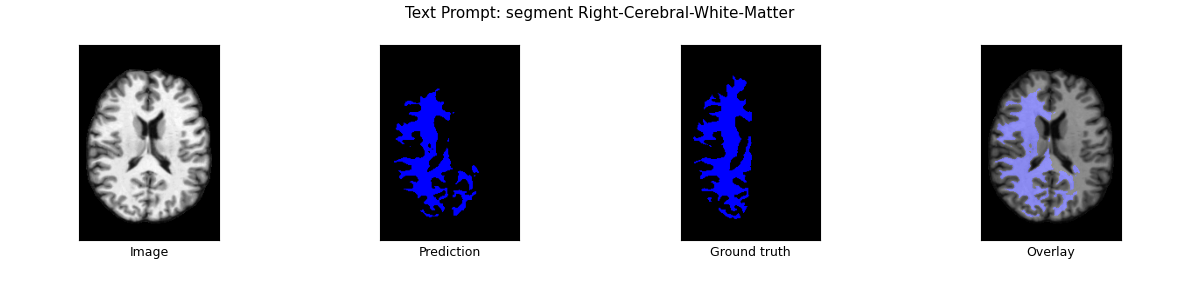 Text Prompt: segment Right-Cerebral-White-Matter
Image
Prediction
Ground truth
Overlay